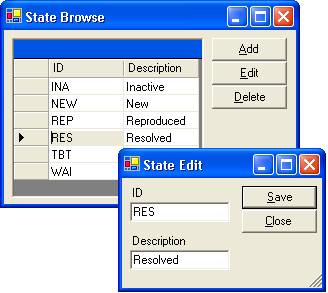 State Browse
Add
ID Description
Edit
INA Inactive
NEW New
Delete
REP Reproduced
RES Resolved
TBT
WAI
State Edit
ID
Save
RES
Close
Description
Resolved